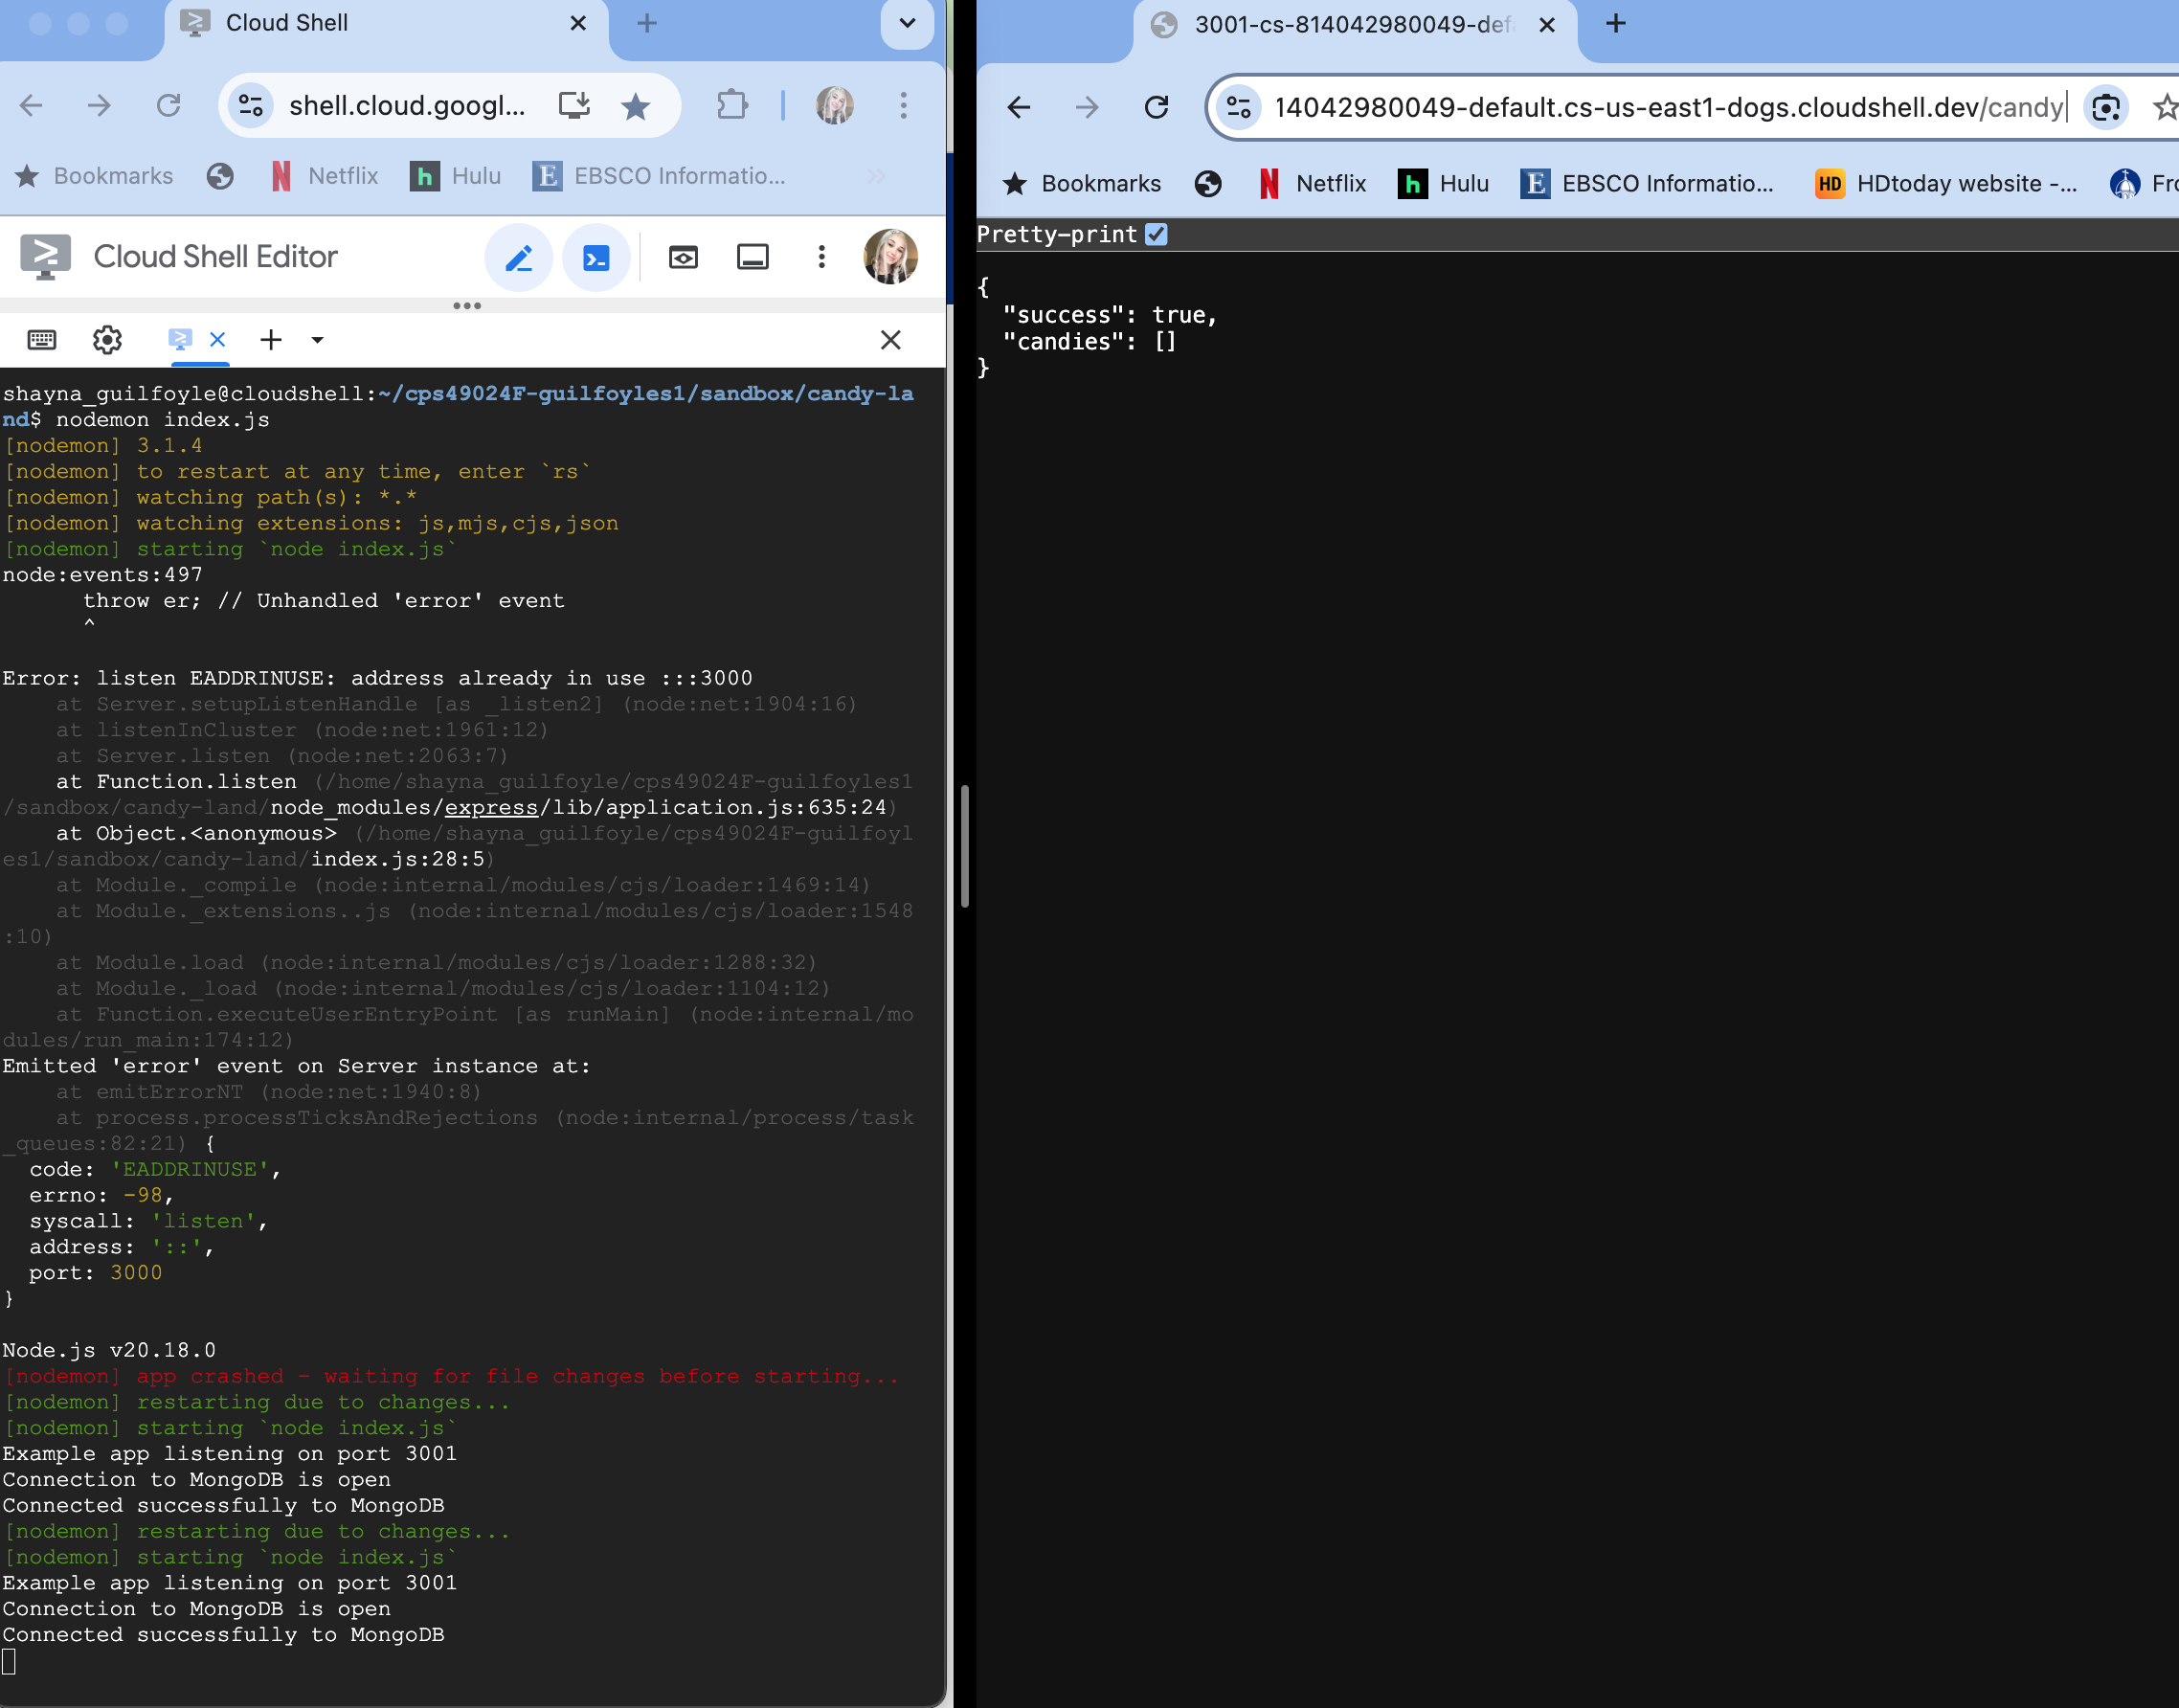 Cloud Shell
shell.cloud.googl...
Bookmarks
Netflix
h Hulu
E EBSCO Informatio...
Cloud Shell Editor
shayna_guilfoyle@cloudshell:~/cps49024F-guilfoyles1/sandbox/candy-la
nd$ nodemon index.js
[nodemon] 3.1.4
[nodemon] to restart at any time, enter `rs`
[nodemon] watching path(s): *.*
[nodemon] watching extensions: js,mjs,cjs,json
[nodemon] starting `node index.js`
node:events:497
throw er; // Unhandled 'error' event
^
Error: listen EADDRINUSE: address already in use :::3000
at Server.setupListenHandle [as _listen2] (node:net:1904:16)
at listenInCluster (node:net:1961:12)
at Server.listen (node:net:2063:7)
at Function.listen (/home/shayna_guilfoyle/cps49024F-guilfoyles1
/sandbox/candy-land/node_modules/express/lib/application.js:635:24)
at Object.<anonymous> (/home/shayna_guilfoyle/cps49024F-guilfoyl
es1/sandbox/candy-land/index.js:28:5)
at Module._compile (node:internal/modules/cjs/loader:1469:14)
at Module._extensions..js (node:internal/modules/cjs/loader:1548
:10)
at Module.load (node:internal/modules/cjs/loader:1288:32)
at Module._load (node:internal/modules/cjs/loader:1104:12)
at Function.executeUserEntryPoint [as runMain] (node:internal/mo
dules/run_main:174:12)
Emitted 'error' event on Server instance at:
at emitErrorNT (node:net:1940:8)
at process.processTicksAndRejections (node:internal/process/task
_queues:82:21) {
code: 'EADDRINUSE',
errno: -98,
syscall: 'listen',
address: '::',
port: 3000
}
Node.js v20.18.0
[nodemon] app crashed - waiting for file changes before starting...
[nodemon] restarting due to changes...
[nodemon] starting `node index.js`
Example app listening on port 3001
Connection to MongoDB is open
Connected successfully to MongoDB
[nodemon] restarting due to changes...
[nodemon] starting `node index.js`
Example app listening on port 3001
Connection to MongoDB is open
Connected successfully to MongoDB
3001-cs-814042980049-def
14042980049-default.cs-us-east1-dogs.cloudshell.dev/candy
Bookmarks
N Netflix
h Hulu
E EBSCO Informatio...
HD HDtoday website -...
Fro
Pretty-print
{
"success": true,
"candies": []
}